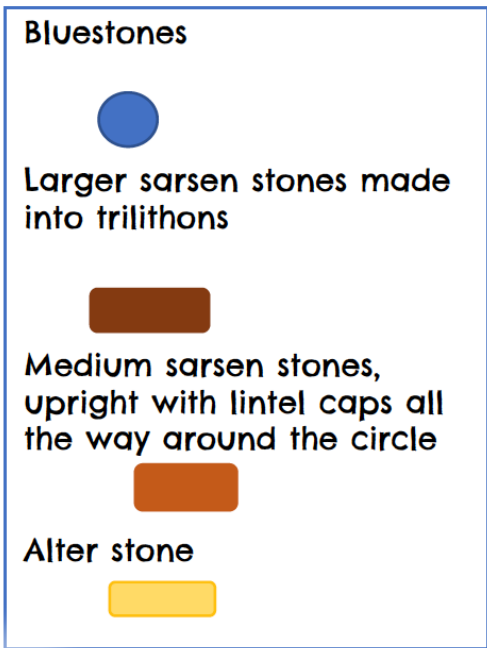 Bluestones
Larger sarsen stones made
into trilithons
Medium sarsen stones,
upright with lintel caps all
the way around the circle
Alter stone